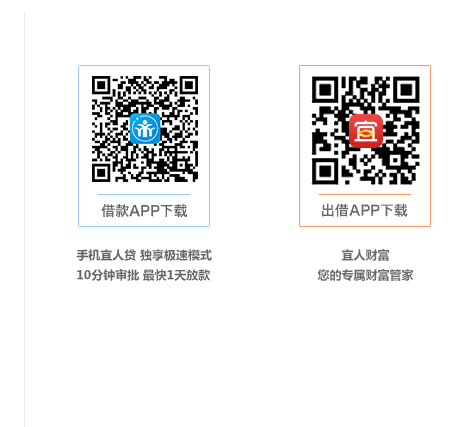 宜
借款APP下载
出借APP下载
手机宜人贷 独享极速模式
10分钟审批 最快1天放款
宜人财富
您的专属财富管家